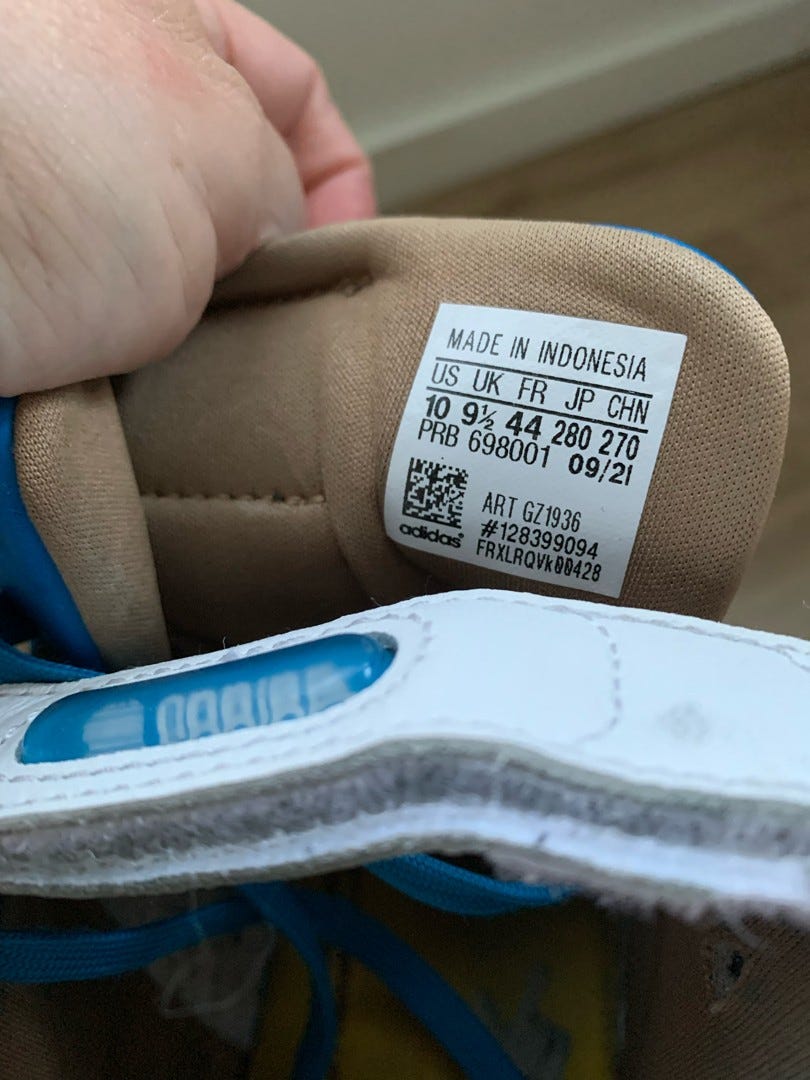 MADE IN INDONESIA
US UK FR JP CHN
10 9½ 44 280 270
PRB 698001 09/21
ART GZ1936
#128399094
FRXLRQVk00428
adidas